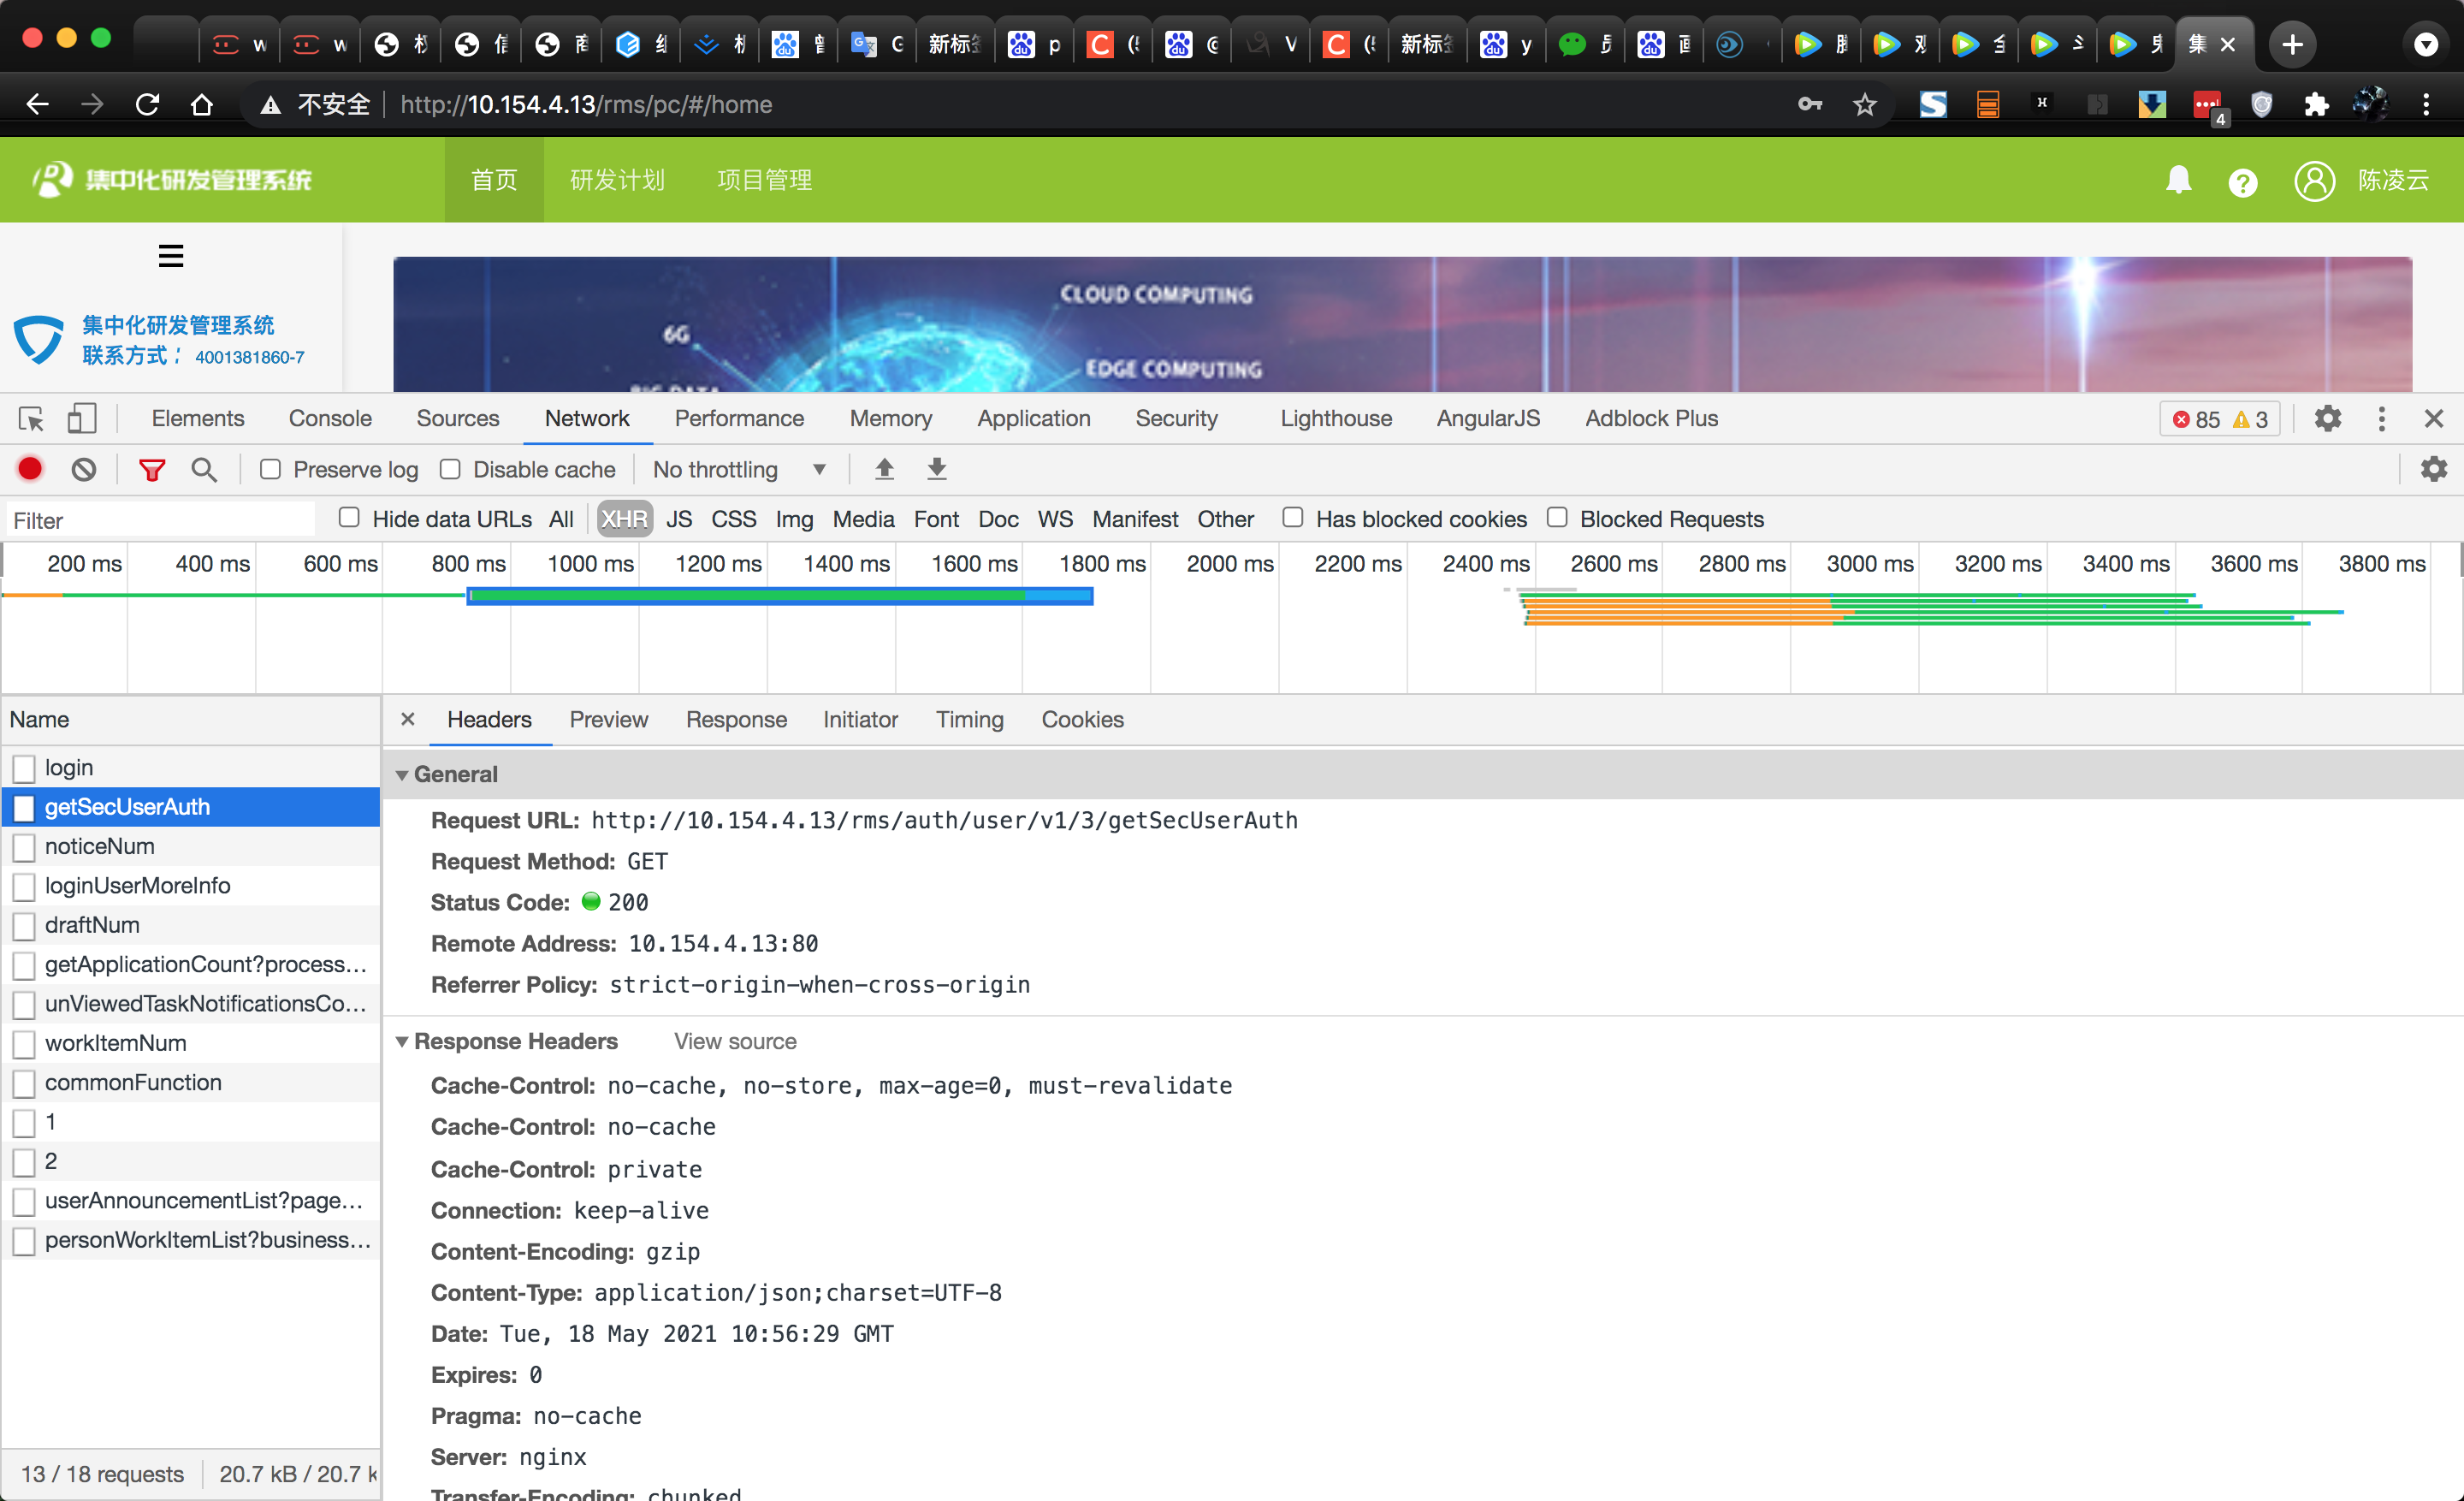 w
w
G
新标
p
C
@
V
C
新标
y
集
4
不安全 http://10.154.4.13/rms/pc/#/home
集中化研发管理系统
首页 研发计划 项目管理
陈凌云
集中化研发管理系统
联系方式： 4001381860-7
CLOUD COMPUTING
6G
EDGE COMPUTING
BIG DATA
Elements Console Sources Network Performance Memory Application Security Lighthouse AngularJS Adblock Plus 85 3
Preserve log Disable cache No throttling
Filter Hide data URLs All XHR JS CSS Img Media Font Doc WS Manifest Other Has blocked cookies Blocked Requests
200 ms 400 ms 600 ms 800 ms 1000 ms 1200 ms 1400 ms 1600 ms 1800 ms 2000 ms 2200 ms 2400 ms 2600 ms 2800 ms 3000 ms 3200 ms 3400 ms 3600 ms 3800 ms
Name
login
getSecUserAuth
noticeNum
loginUserMoreInfo
draftNum
getApplicationCount?process…
unViewedTaskNotificationsCo…
workItemNum
commonFunction
1
2
userAnnouncementList?page…
personWorkItemList?business…
13 / 18 requests 20.7 kB / 20.7 k
Headers Preview Response Initiator Timing Cookies
General
Request URL: http://10.154.4.13/rms/auth/user/v1/3/getSecUserAuth
Request Method: GET
Status Code: 200
Remote Address: 10.154.4.13:80
Referrer Policy: strict-origin-when-cross-origin
Response Headers View source
Cache-Control: no-cache, no-store, max-age=0, must-revalidate
Cache-Control: no-cache
Cache-Control: private
Connection: keep-alive
Content-Encoding: gzip
Content-Type: application/json;charset=UTF-8
Date: Tue, 18 May 2021 10:56:29 GMT
Expires: 0
Pragma: no-cache
Server: nginx
Transfer-Encoding: chunked